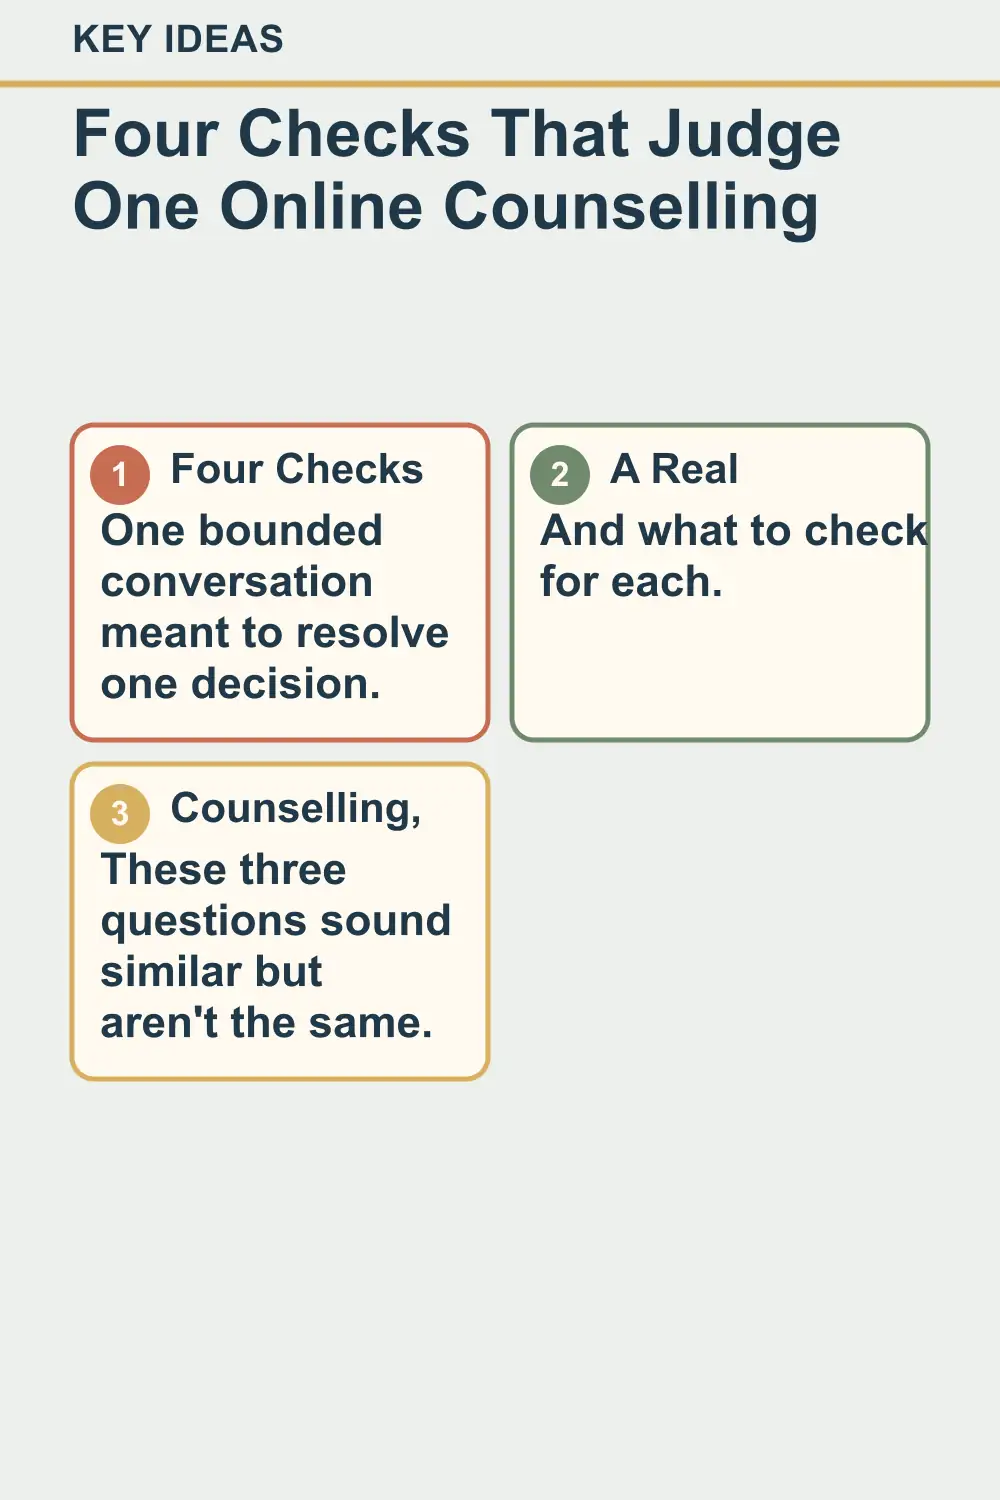 KEY IDEAS
Four Checks That Judge
One Online Counselling
1 Four Checks
One bounded
conversation
meant to resolve
one decision.
2 A Real
And what to check
for each.
3 Counselling,
These three
questions sound
similar but
aren't the same.